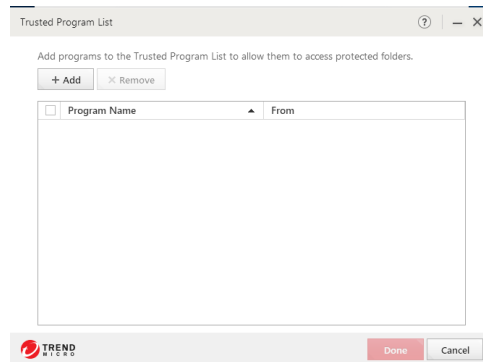 Trusted Program List
?
Add programs to the Trusted Program List to allow them to access protected folders.
+ Add × Remove
Program Name From
TREND
MICRO
Done Cancel